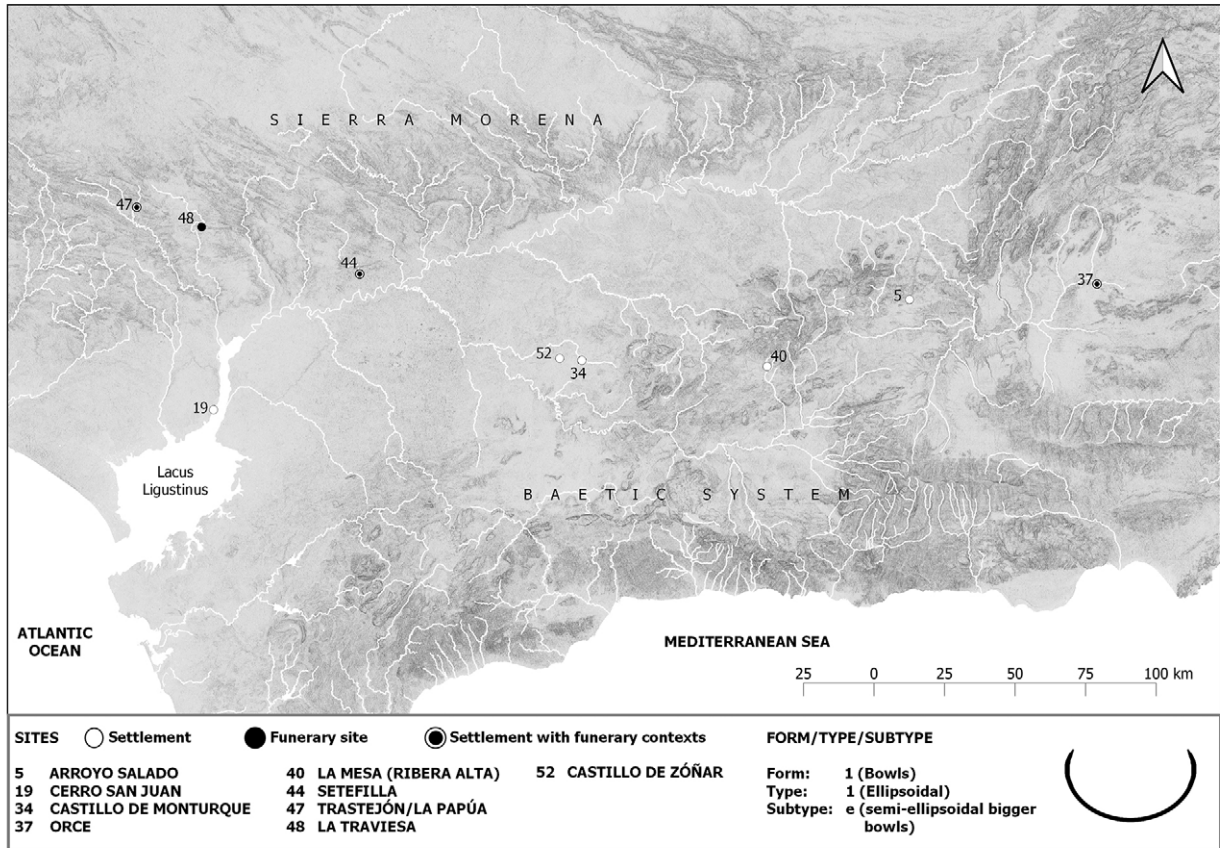 SIERRA MORENA
47
48
44
37
5
52
34
40
19
Lacus
Ligustinus
BAETIC SYSTEM
ATLANTIC
OCEAN
MEDITERRANEAN SEA
25 0 25 50 75 100 km
SITES Settlement Funerary site Settlement with funerary contexts FORM/TYPE/SUBTYPE
5 ARROYO SALADO 40 LA MESA (RIBERA ALTA) 52 CASTILLO DE ZÓÑAR Form: 1 (Bowls)
19 CERRO SAN JUAN 44 SETEFILLA Type: 1 (Ellipsoidal)
34 CASTILLO DE MONTURQUE 47 TRASTEJÓN/LA PAPÚA Subtype: e (semi-ellipsoidal bigger
37 ORCE 48 LA TRAVIESA bowls)